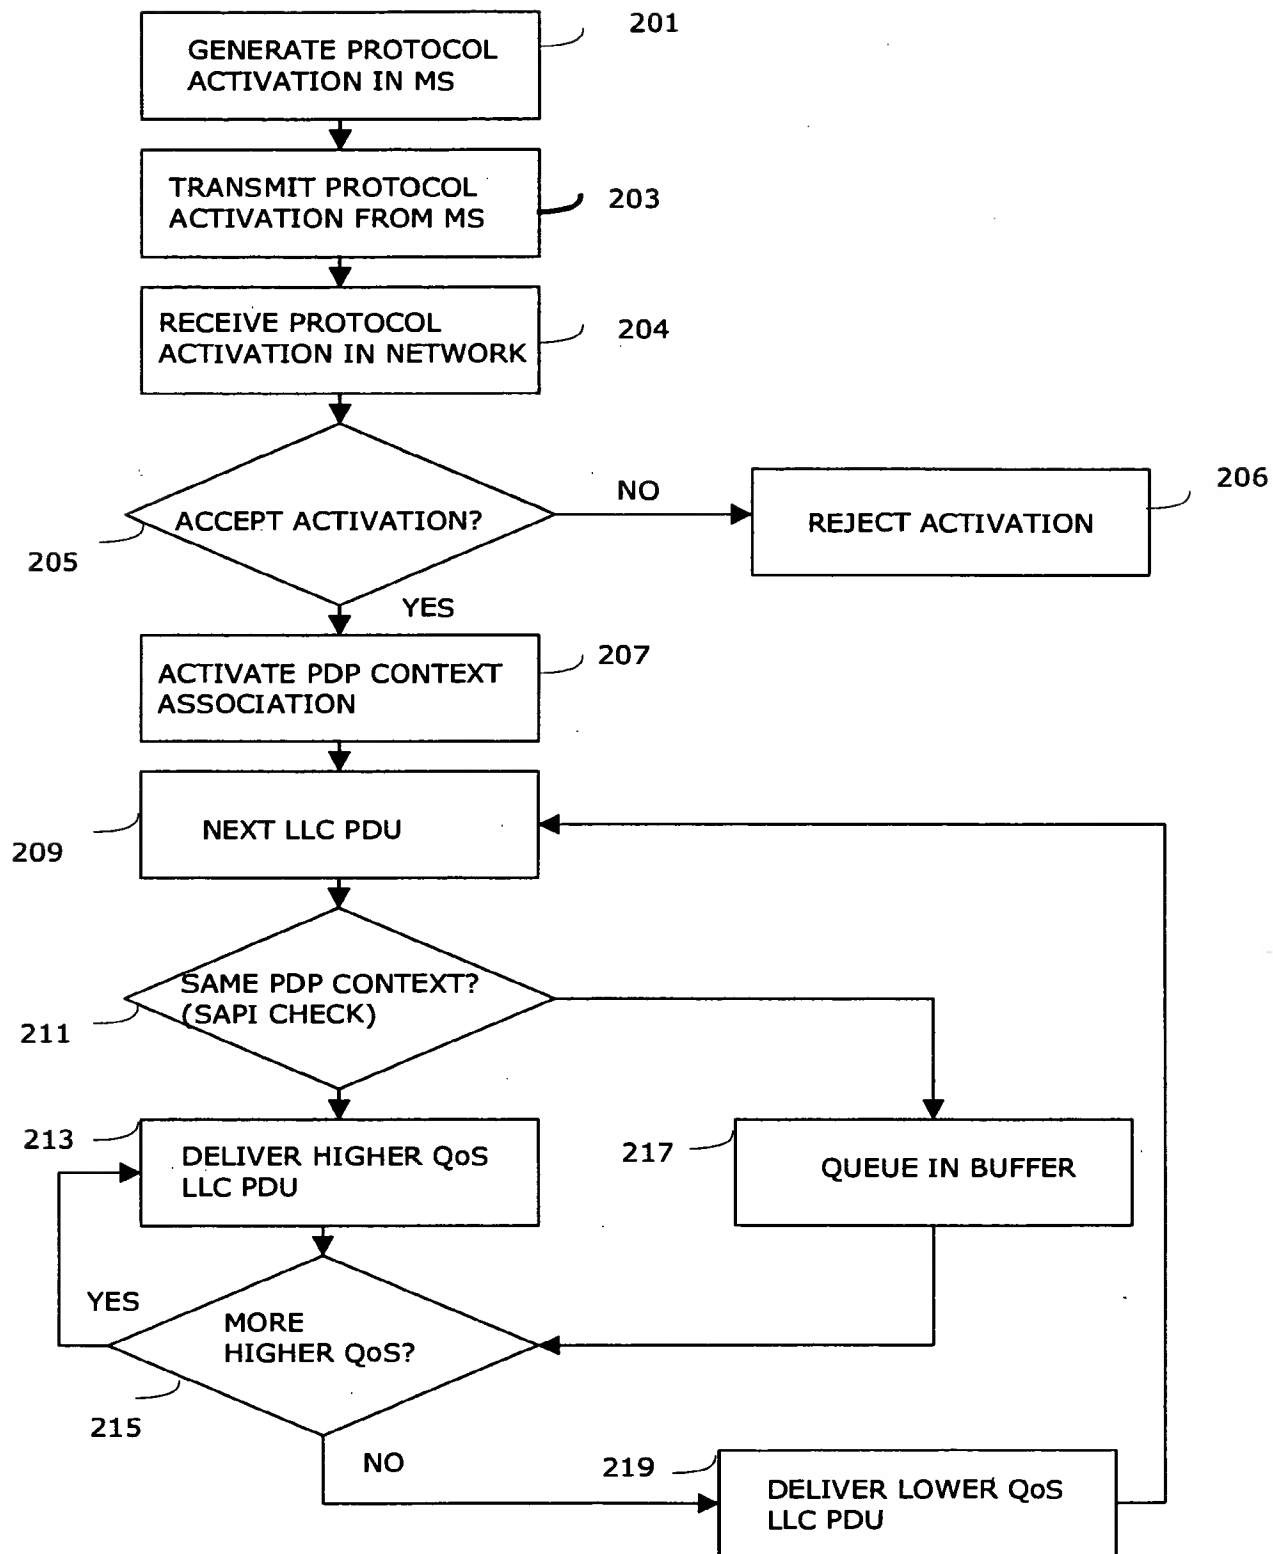 201
GENERATE PROTOCOL
ACTIVATION IN MS
TRANSMIT PROTOCOL
ACTIVATION FROM MS
203
RECEIVE PROTOCOL
ACTIVATION IN NETWORK
204
ACCEPT ACTIVATION?
205
NO
REJECT ACTIVATION
206
YES
ACTIVATE PDP CONTEXT
ASSOCIATION
207
NEXT LLC PDU
209
SAME PDP CONTEXT?
(SAPI CHECK)
211
213
DELIVER HIGHER QoS
LLC PDU
217
QUEUE IN BUFFER
YES
MORE
HIGHER QoS?
215
NO
219
DELIVER LOWER QoS
LLC PDU